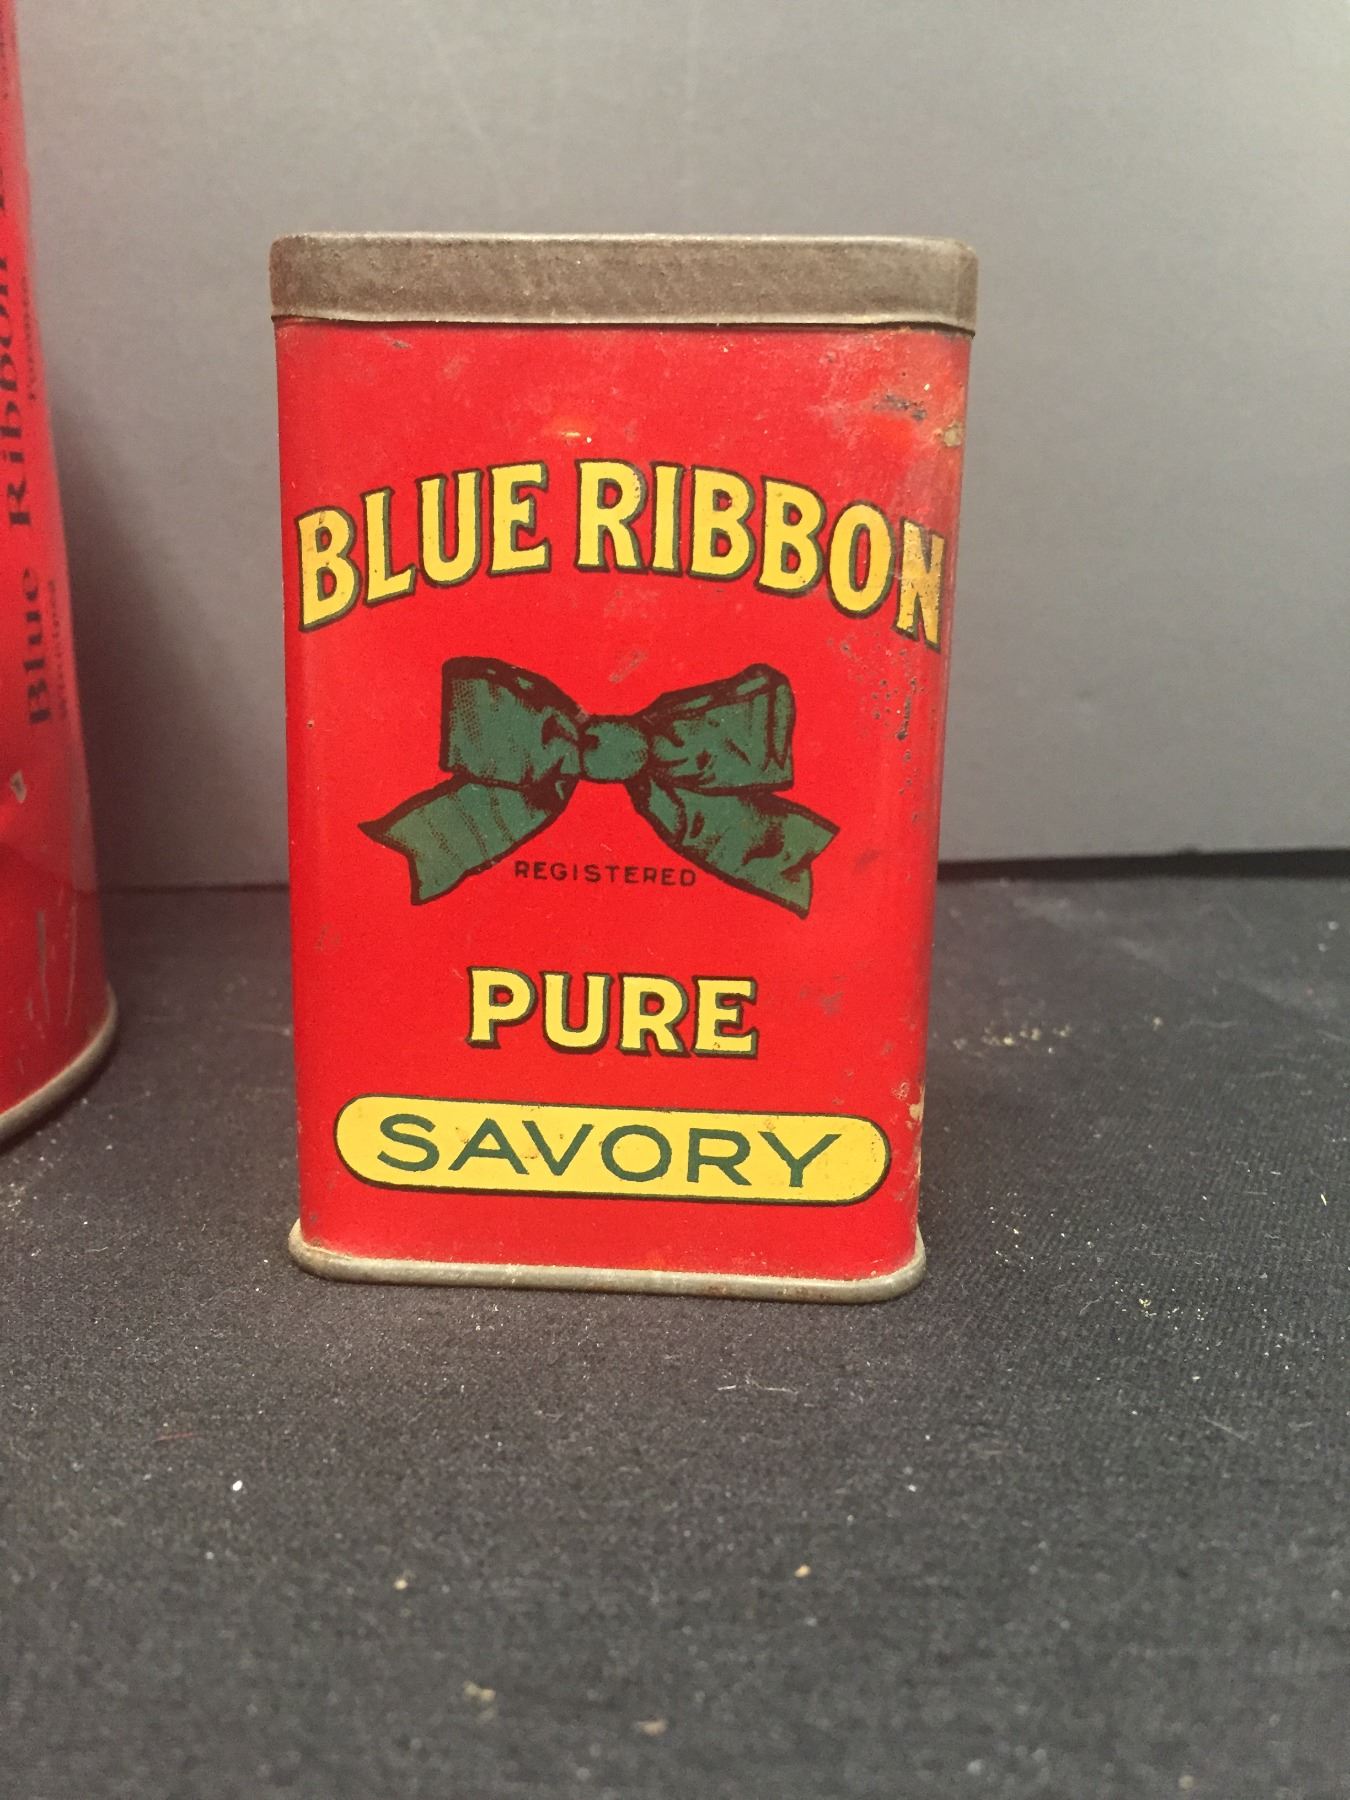 BLUE RIBBON
REGISTERED
PURE
SAVORY
Blue Ribbon